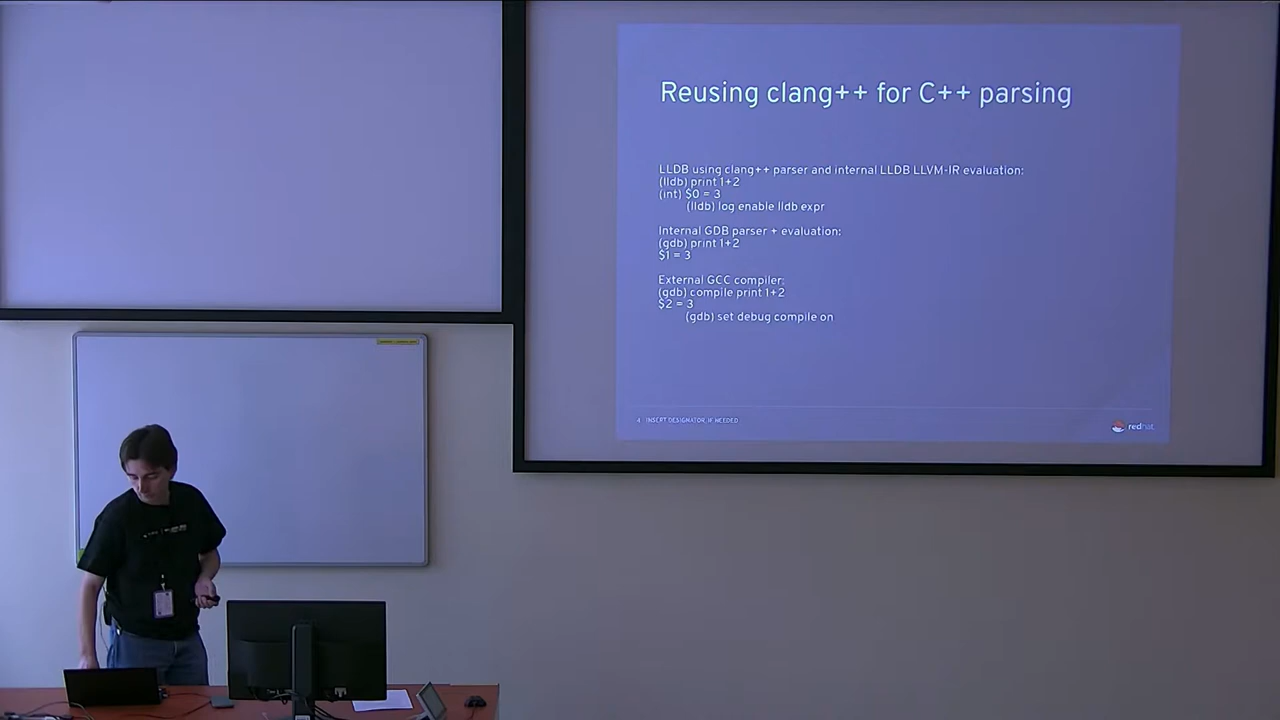 Reusing clang++ for C++ parsing
LLDB using clang++ parser and internal LLDB LLVM-IR evaluation:
(lldb) print 1+2
(int) $0 = 3
(lldb) log enable lldb expr
Internal GDB parser + evaluation:
(gdb) print 1+2
$1 = 3
External GCC compiler:
(gdb) compile print 1+2
$2 = 3
(gdb) set debug compile on
4 INSERT DESIGNATOR, IF NEEDED
redhat